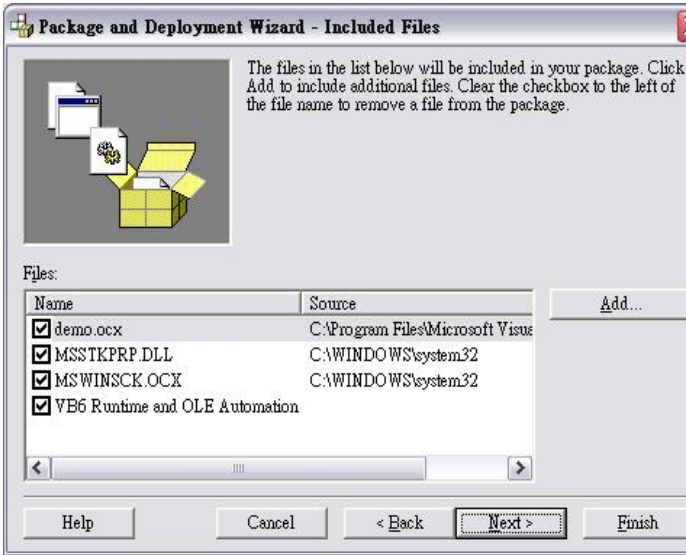 Package and Deployment Wizard - Included Files
The files in the list below will be included in your package. Click
Add to include additional files. Clear the checkbox to the left of
the file name to remove a file from the package.
Files:
Name Source
demo.ocx C:\Program Files\Microsoft Visua
MSSTKPRP.DLL C:\WINDOWS\system32
MSWINSCK.OCX C:\WINDOWS\system32
VB6 Runtime and OLE Automation
Add...
Help Cancel < Back Next > Finish